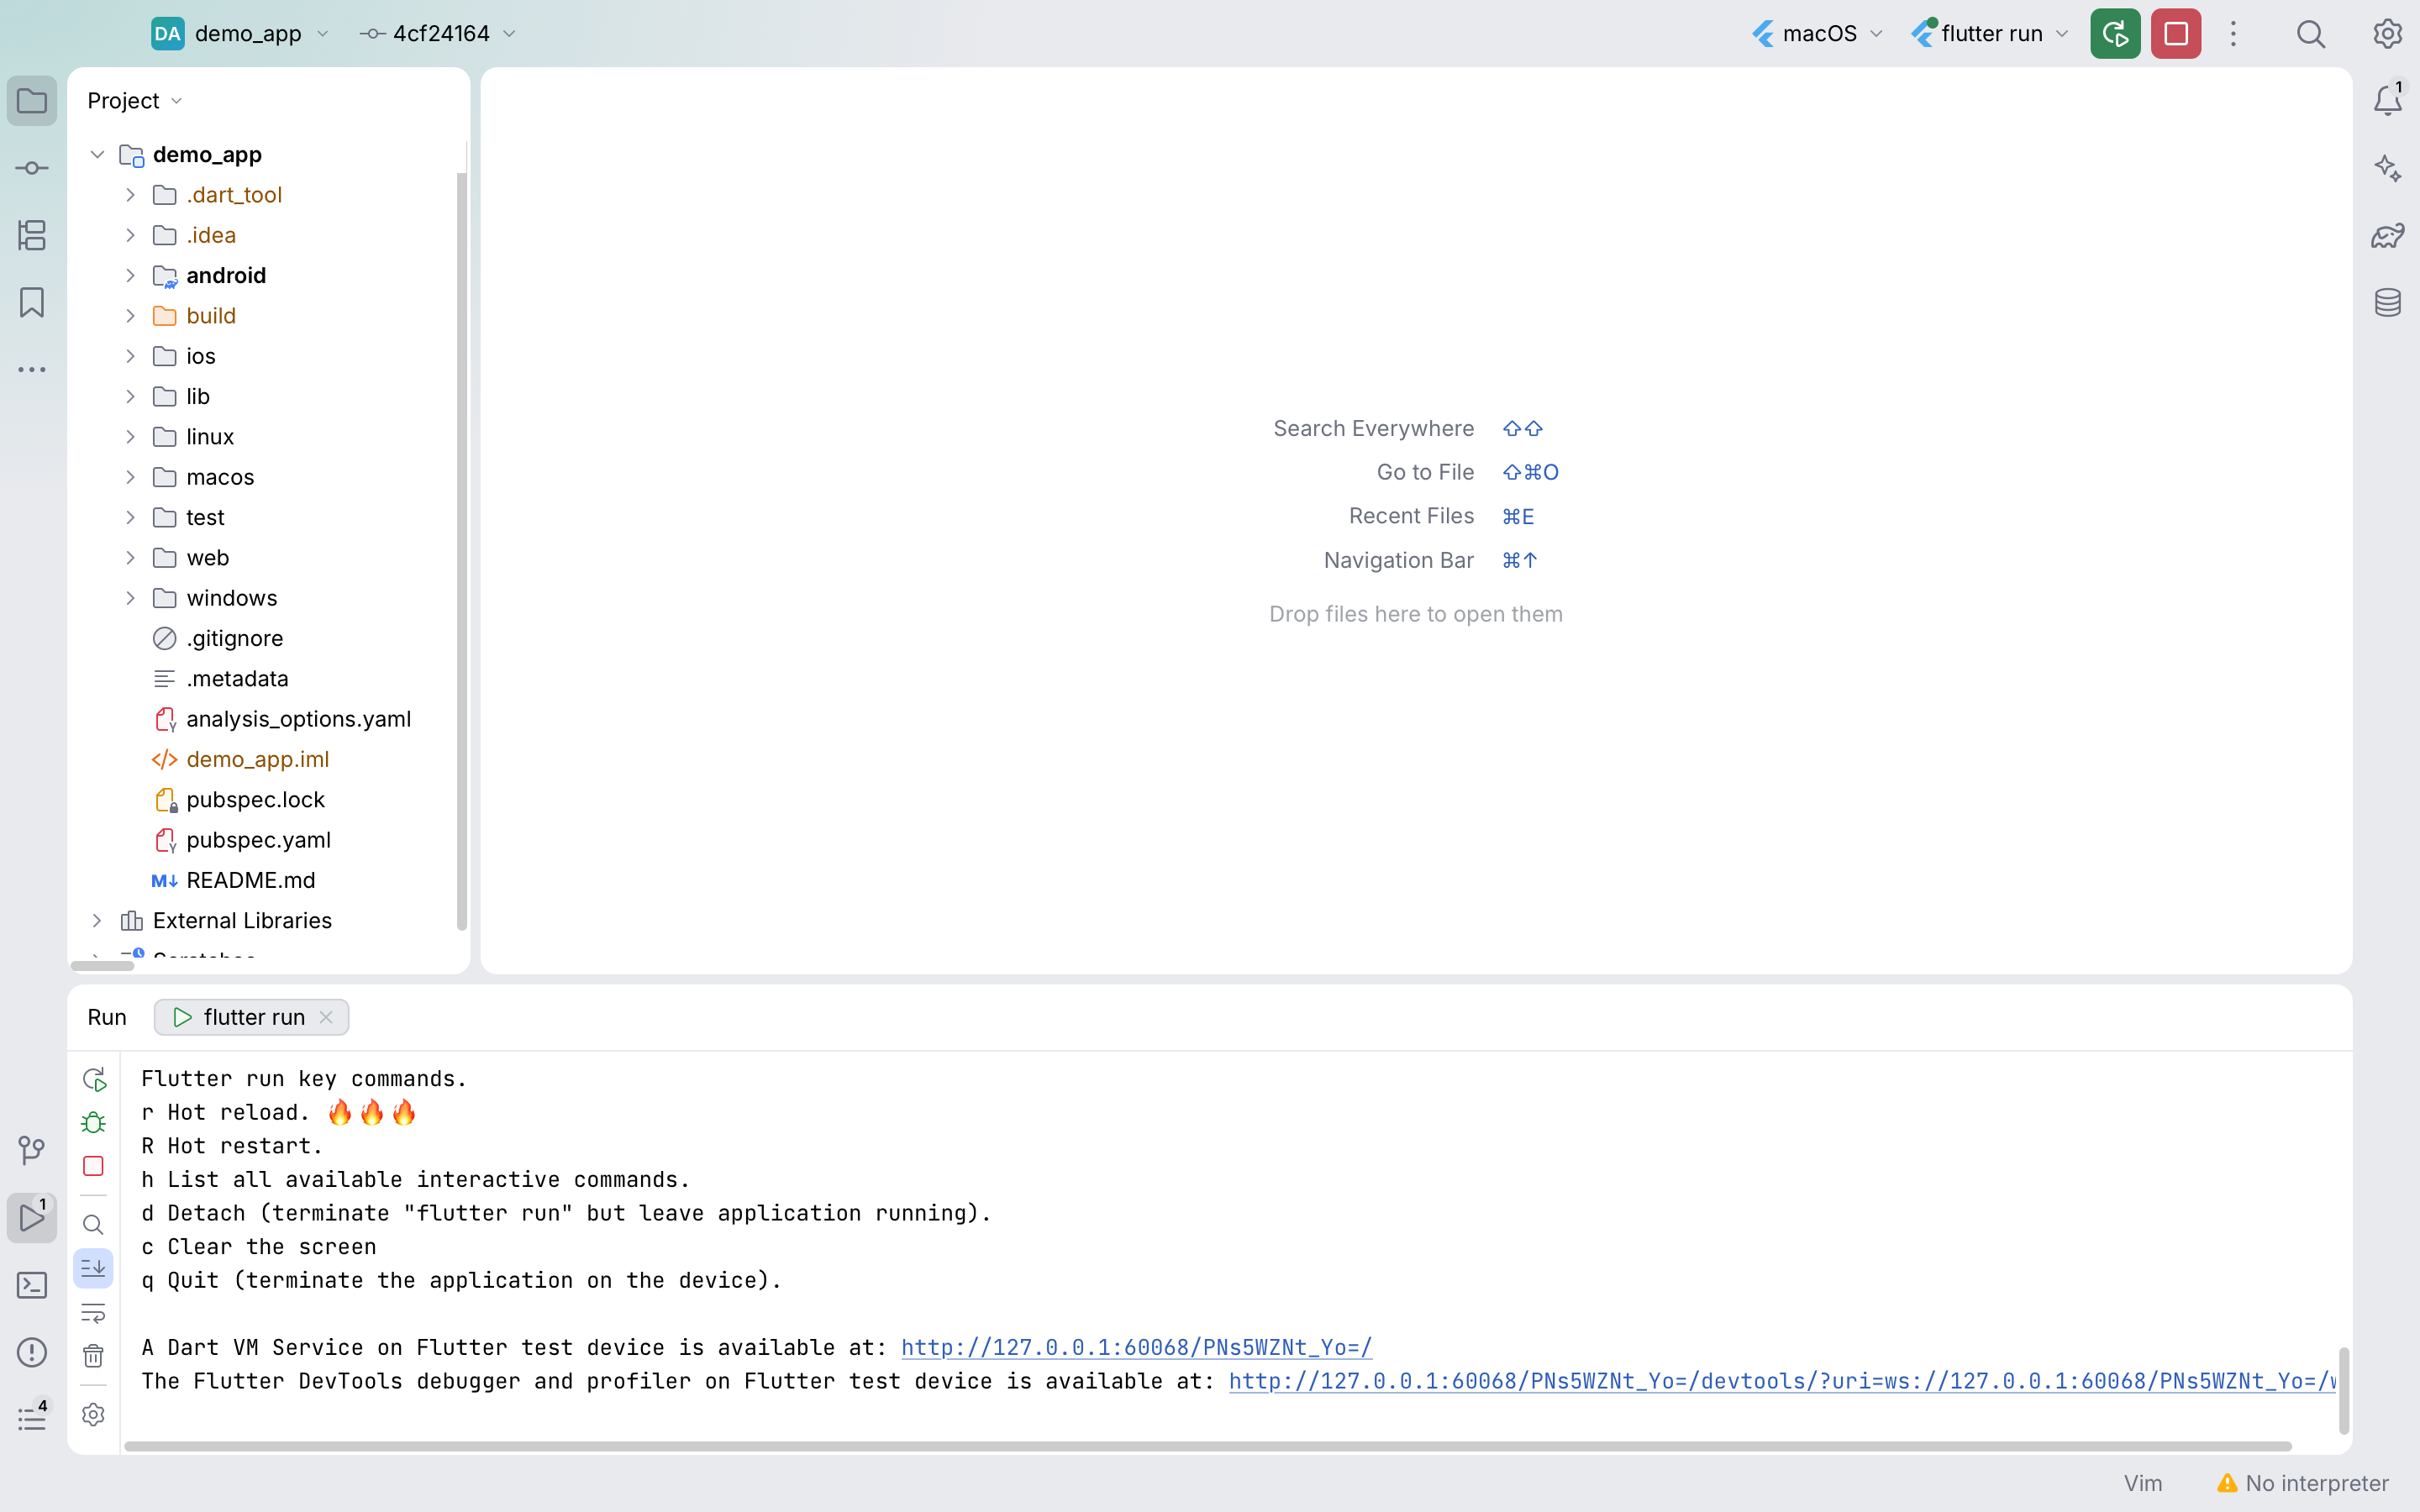 DA demo_app 4cf24164 macOS flutter run
Project
demo_app
.dart_tool
.idea
android
build
ios
lib
linux
macos
test
web
windows
.gitignore
.metadata
analysis_options.yaml
demo_app.iml
pubspec.lock
pubspec.yaml
M↓ README.md
External Libraries
Scratches
Search Everywhere ⇧⇧
Go to File ⇧⌘O
Recent Files ⌘E
Navigation Bar ⌘↑
Drop files here to open them
1
Run flutter run
Flutter run key commands.
r Hot reload. 🔥🔥🔥
R Hot restart.
h List all available interactive commands.
d Detach (terminate "flutter run" but leave application running).
c Clear the screen
q Quit (terminate the application on the device).
A Dart VM Service on Flutter test device is available at: http://127.0.0.1:60068/PNs5WZNt_Yo=/
The Flutter DevTools debugger and profiler on Flutter test device is available at: http://127.0.0.1:60068/PNs5WZNt_Yo=/devtools/?uri=ws://127.0.0.1:60068/PNs5WZNt_Yo=/
1
4
Vim No interpreter